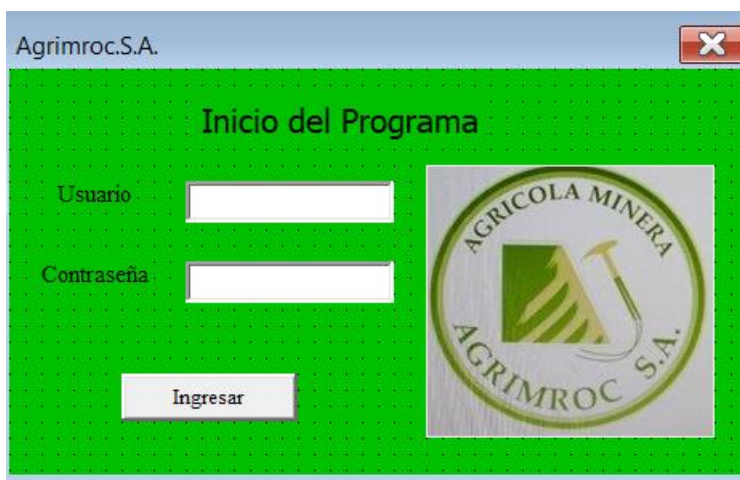 Agrimroc.S.A.
Inicio del Programa
Usuario
Contraseña
Ingresar
AGRICOLA MINERA
AGRIMROC S.A.